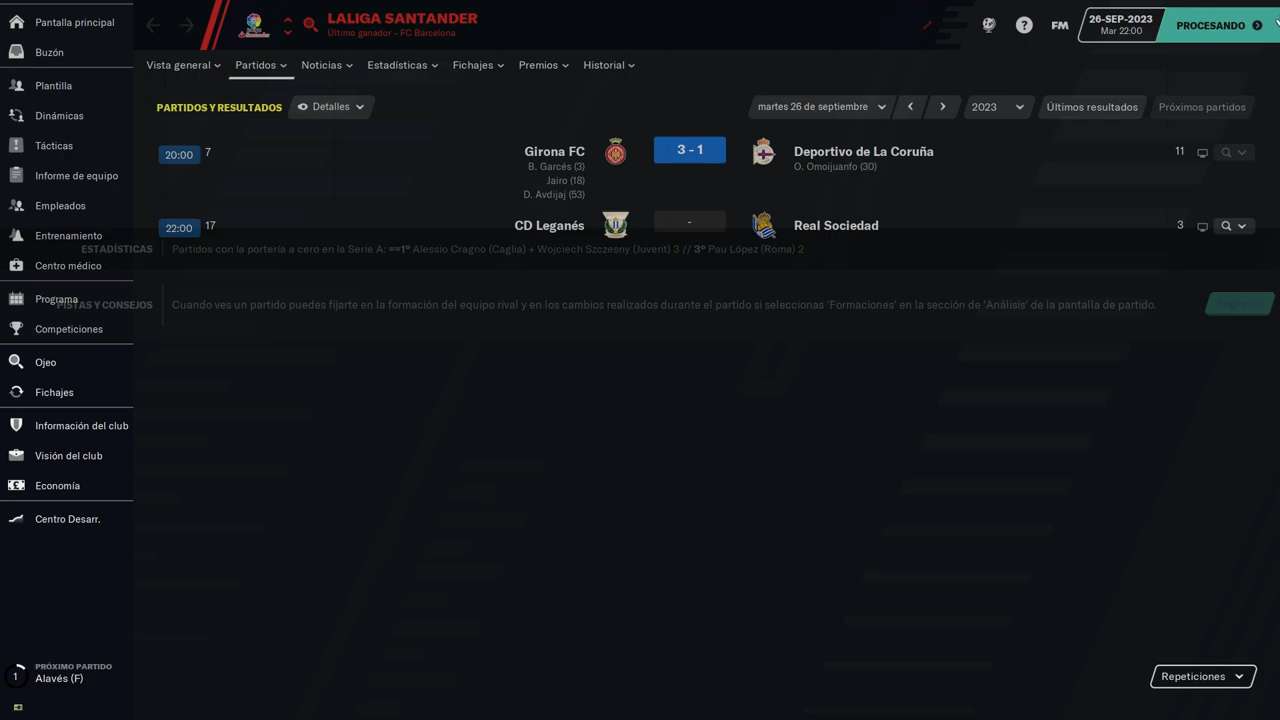 Pantalla principal
Buzón
Plantilla
Dinámicas
Tácticas
Informe de equipo
Empleados
Entrenamiento
Centro médico
Programa
Competiciones
Ojeo
Fichajes
Información del club
Visión del club
Economía
Centro Desarr.
PRÓXIMO PARTIDO
1 Alavés (F)
LALIGA SANTANDER
Último ganador - FC Barcelona
?
FM
26-SEP-2023
Mar 22:00
PROCESANDO
Vista general Partidos Noticias Estadísticas Fichajes Premios Historial
PARTIDOS Y RESULTADOS Detalles martes 26 de septiembre 2023 Últimos resultados Próximos partidos
20:00 7 Girona FC 3 - 1 Deportivo de La Coruña 11
B. Garcés (3) O. Omoijuanfo (30)
Jairo (18)
D. Avdijaj (53)
22:00 17 CD Leganés - Real Sociedad 3
ESTADÍSTICAS Partidos con la portería a cero en la Serie A: ==1º Alessio Cragno (Caglia) + Wojciech Szczesny (Juvent) 3 // 3º Pau López (Roma) 2
PISTAS Y CONSEJOS Cuando ves un partido puedes fijarte en la formación del equipo rival y en los cambios realizados durante el partido si seleccionas 'Formaciones' en la sección de 'Análisis' de la pantalla de partido.
Repeticiones